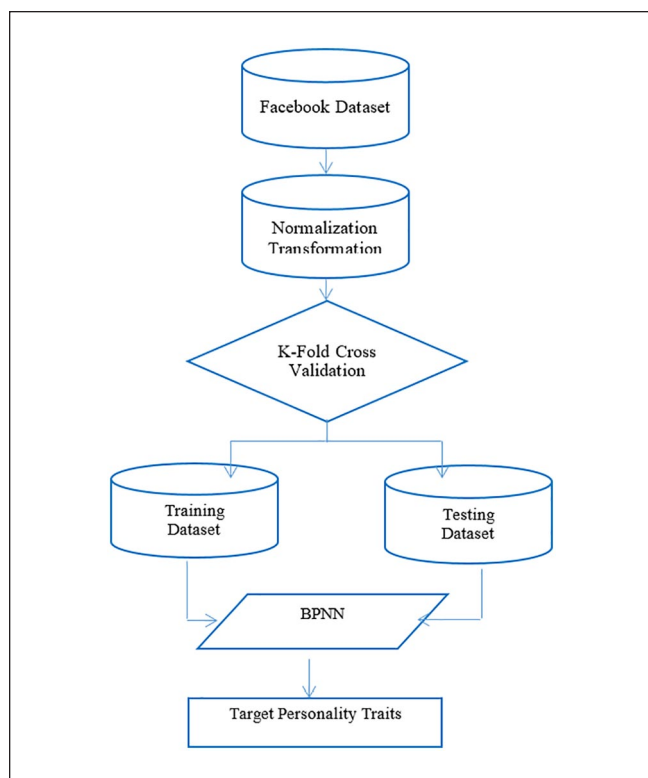 Facebook Dataset
Normalization
Transformation
K-Fold Cross
Validation
Training
Dataset
Testing
Dataset
BPNN
Target Personality Traits